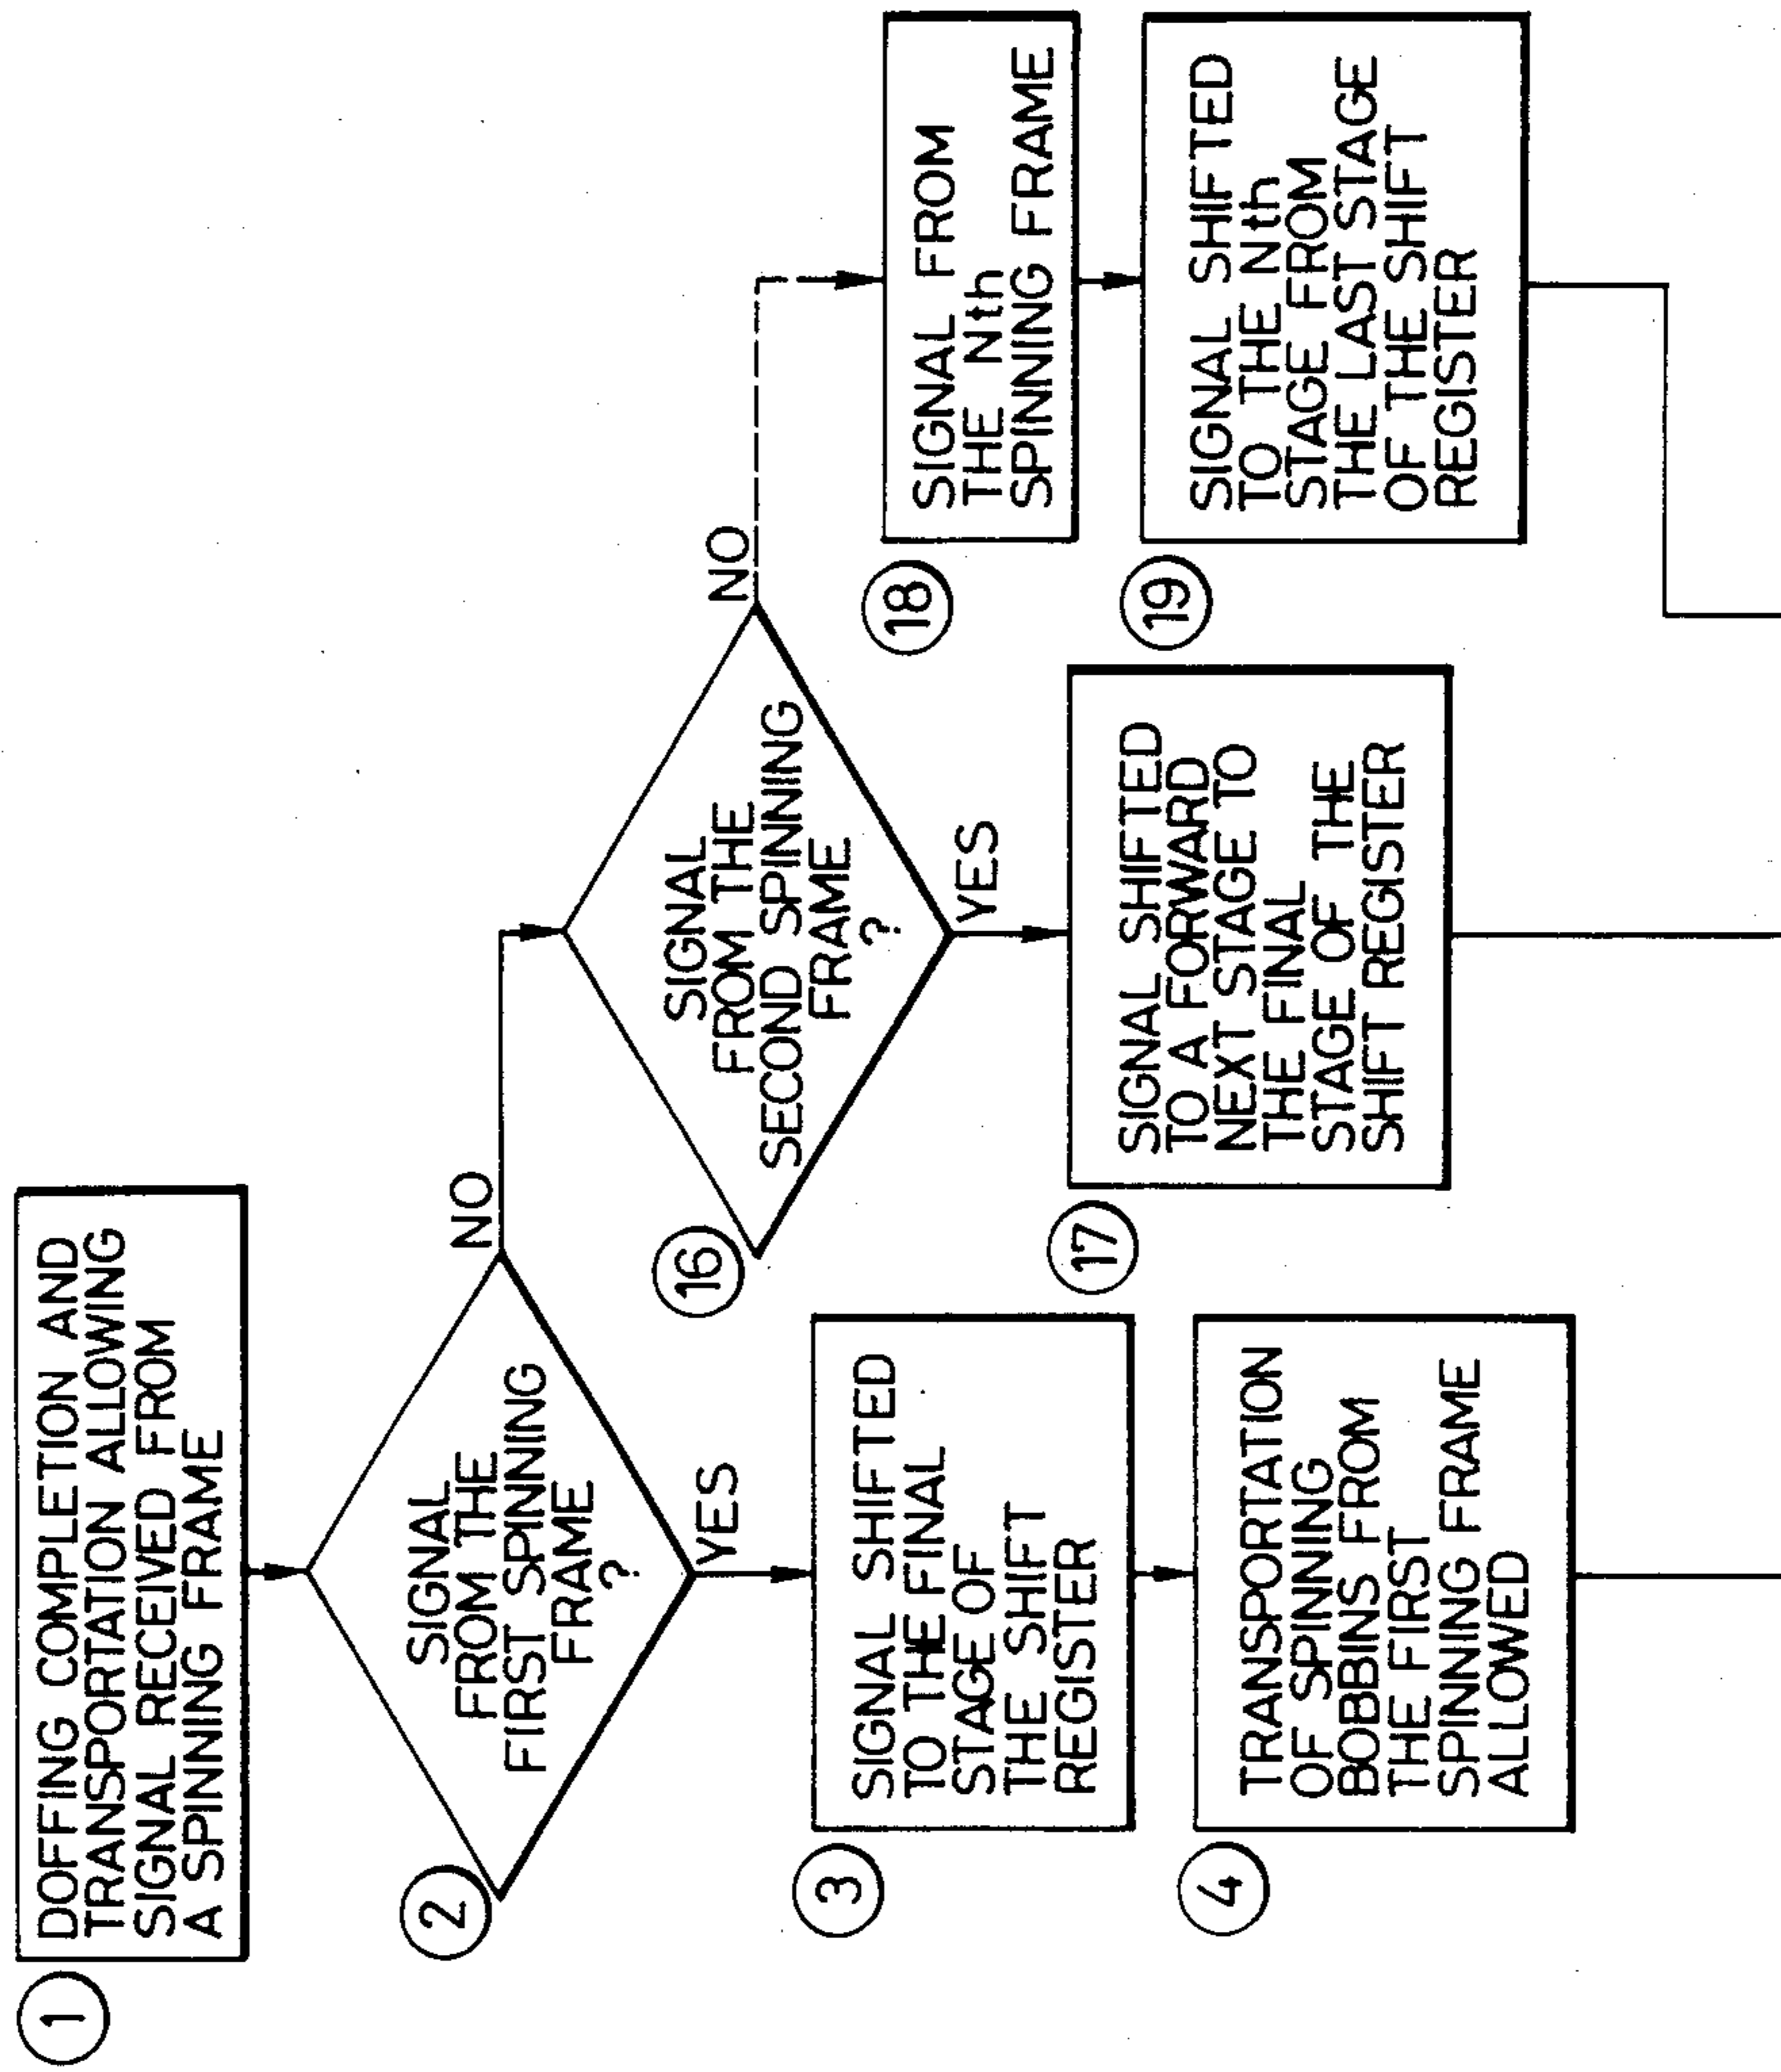 1
DOFFING COMPLETION AND
TRANSPORTATION ALLOWING
SIGNAL RECEIVED FROM
A SPINNING FRAME
2
SIGNAL
FROM THE
FIRST SPINNING
FRAME
?
NO
YES
3
SIGNAL SHIFTED
TO THE FINAL
STAGE OF
THE SHIFT
REGISTER
4
TRANSPORTATION
OF SPINNING
BOBBINS FROM
THE FIRST
SPINNING FRAME
ALLOWED
16
SIGNAL
FROM THE
SECOND SPINNING
FRAME
?
NO
YES
17
SIGNAL SHIFTED
TO A FORWARD
NEXT STAGE TO
THE FINAL
STAGE OF THE
SHIFT REGISTER
18
SIGNAL FROM
THE Nth
SPINNING FRAME
19
SIGNAL SHIFTED
TO THE Nth
STAGE FROM
THE LAST STAGE
OF THE SHIFT
REGISTER